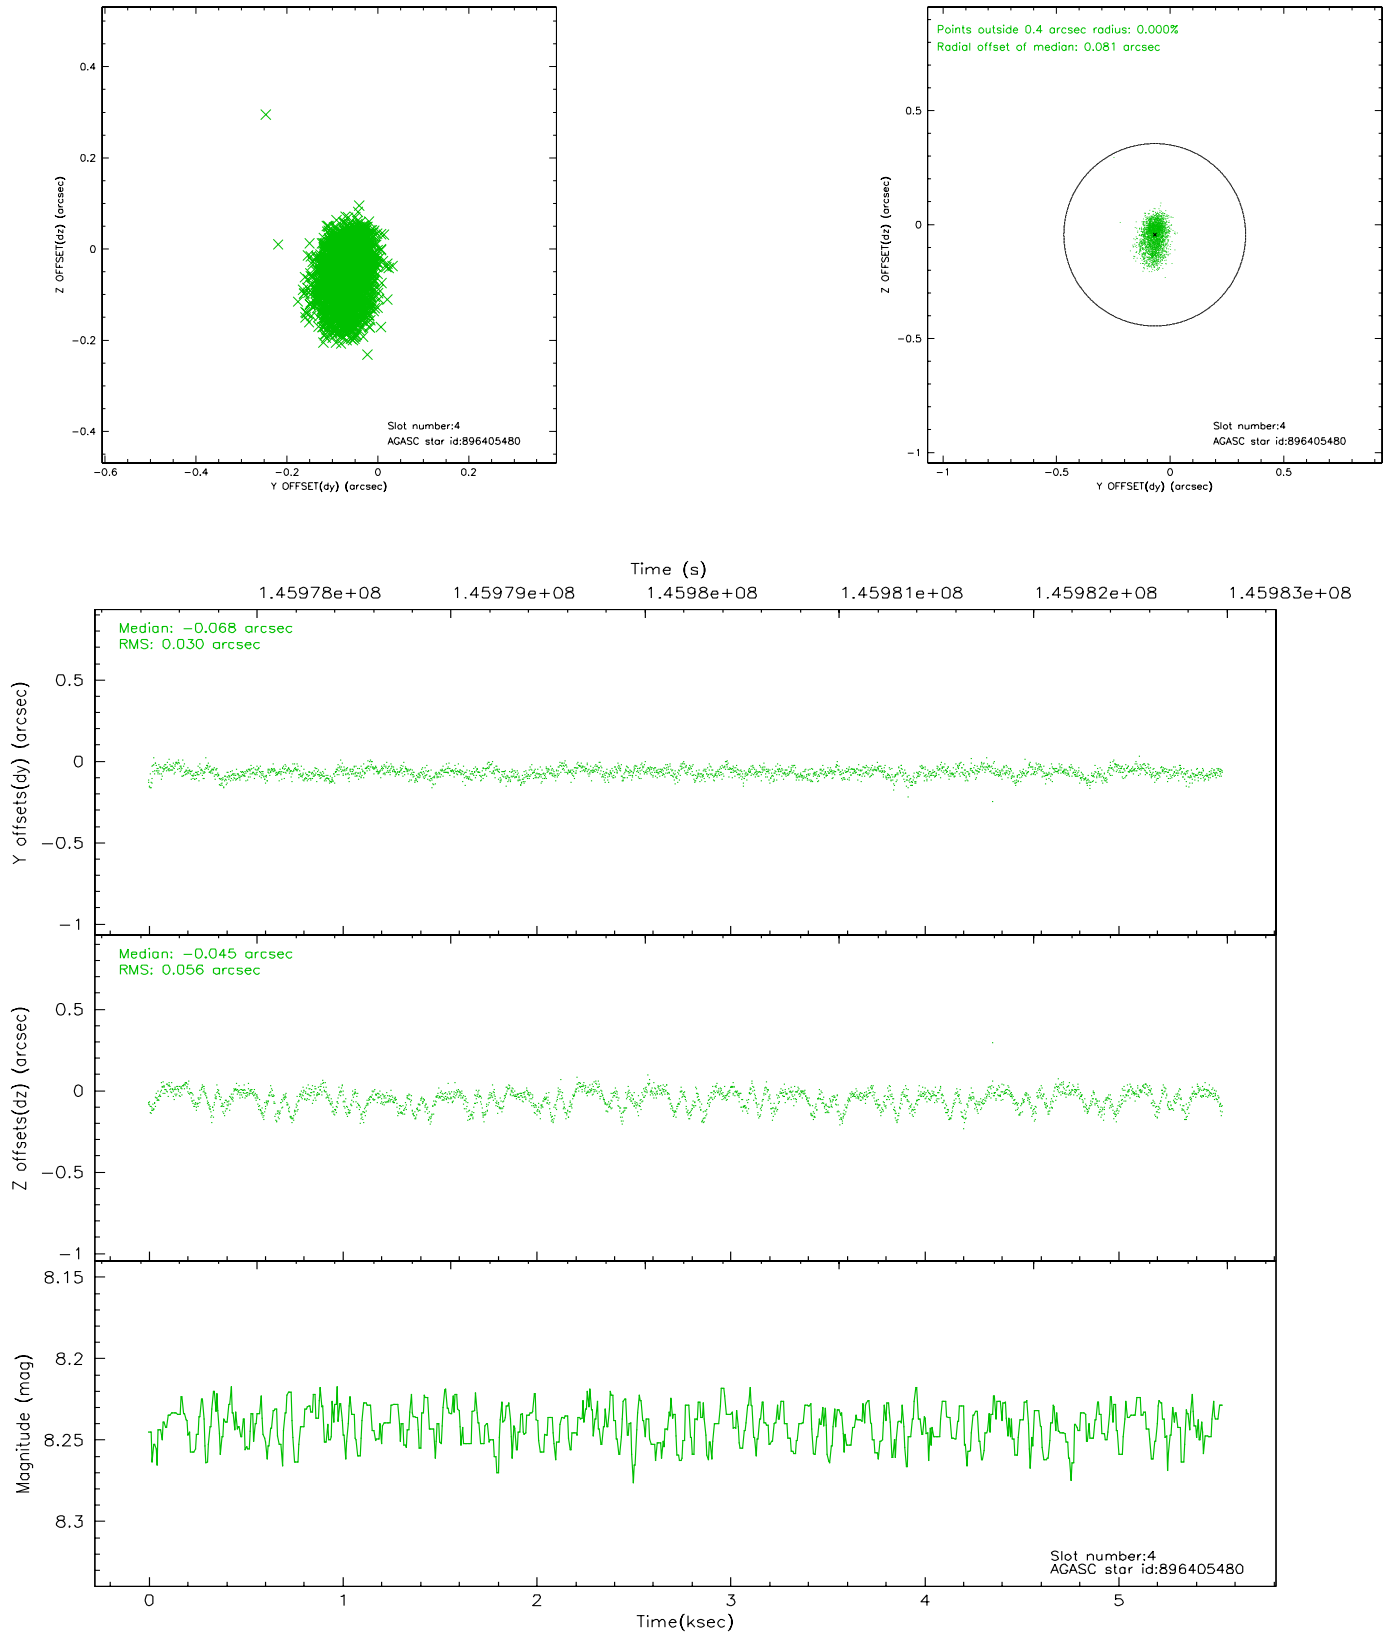 0.4
0.2
0
−0.2
−0.4
Z OFFSET(dz) (arcsec)
−0.6
−0.4
−0.2
0
0.2
Y OFFSET(dy) (arcsec)
Slot number:4
AGASC star id:896405480
Points outside 0.4 arcsec radius: 0.000%
Radial offset of median: 0.081 arcsec
0.5
0
−0.5
−1
Z OFFSET(dz) (arcsec)
−1
−0.5
0
0.5
Y OFFSET(dy) (arcsec)
Slot number:4
AGASC star id:896405480
Time (s)
1.45978e+08
1.45979e+08
1.4598e+08
1.45981e+08
1.45982e+08
1.45983e+08
Median: −0.068 arcsec
RMS: 0.030 arcsec
0.5
0
−0.5
−1
Y offsets(dy) (arcsec)
Median: −0.045 arcsec
RMS: 0.056 arcsec
0.5
0
−0.5
−1
Z offsets(dz) (arcsec)
8.15
8.2
8.25
8.3
Magnitude (mag)
Slot number:4
AGASC star id:896405480
0
1
2
3
4
5
Time(ksec)